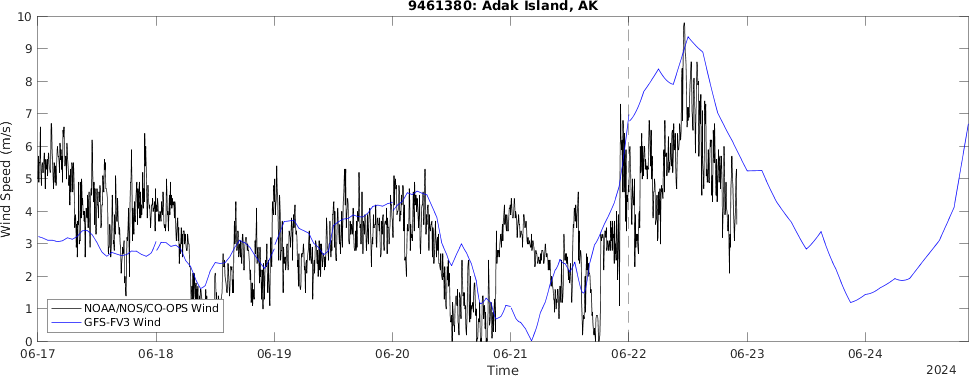 9461380: Adak Island, AK
Wind Speed (m/s)
10
9
8
7
6
5
4
3
2
1
0
NOAA/NOS/CO-OPS Wind
GFS-FV3 Wind
06-17 06-18 06-19 06-20 06-21 06-22 06-23 06-24
Time
2024